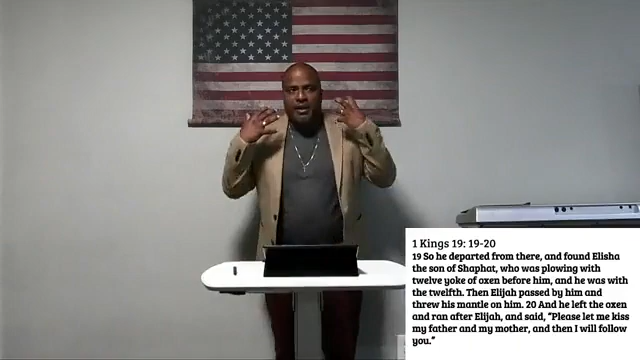 1 Kings 19: 19-20
19 So he departed from there, and found Elisha
the son of Shaphat, who was plowing with
twelve yoke of oxen before him, and he was with
the twelfth. Then Elijah passed by him and
threw his mantle on him. 20 And he left the oxen
and ran after Elijah, and said, “Please let me kiss
my father and my mother, and then I will follow
you.”